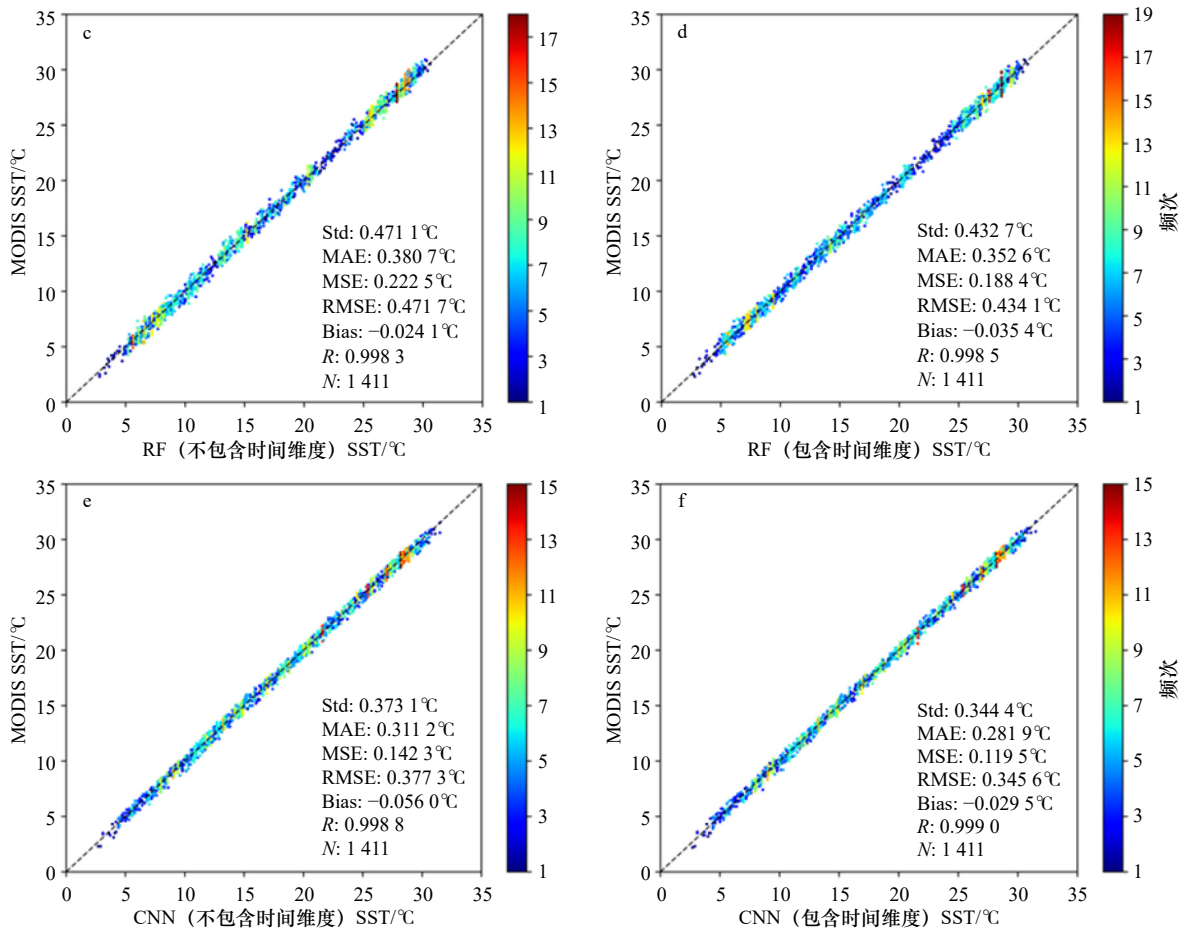 c
MODIS SST/℃
35
30
25
20
15
10
5
0
0 5 10 15 20 25 30 35
Std: 0.471 1℃
MAE: 0.380 7℃
MSE: 0.222 5℃
RMSE: 0.471 7℃
Bias: −0.024 1℃
R: 0.998 3
N: 1 411
RF（不包含时间维度）SST/℃
17
15
13
11
9
7
5
3
1
d
MODIS SST/℃
35
30
25
20
15
10
5
0
0 5 10 15 20 25 30 35
Std: 0.432 7℃
MAE: 0.352 6℃
MSE: 0.188 4℃
RMSE: 0.434 1℃
Bias: −0.035 4℃
R: 0.998 5
N: 1 411
RF（包含时间维度）SST/℃
19
17
15
13
11
9
7
5
3
1
频次
e
MODIS SST/℃
35
30
25
20
15
10
5
0
0 5 10 15 20 25 30 35
Std: 0.373 1℃
MAE: 0.311 2℃
MSE: 0.142 3℃
RMSE: 0.377 3℃
Bias: −0.056 0℃
R: 0.998 8
N: 1 411
CNN（不包含时间维度）SST/℃
15
13
11
9
7
5
3
1
f
MODIS SST/℃
35
30
25
20
15
10
5
0
0 5 10 15 20 25 30 35
Std: 0.344 4℃
MAE: 0.281 9℃
MSE: 0.119 5℃
RMSE: 0.345 6℃
Bias: −0.029 5℃
R: 0.999 0
N: 1 411
CNN（包含时间维度）SST/℃
15
13
11
9
7
5
3
1
频次